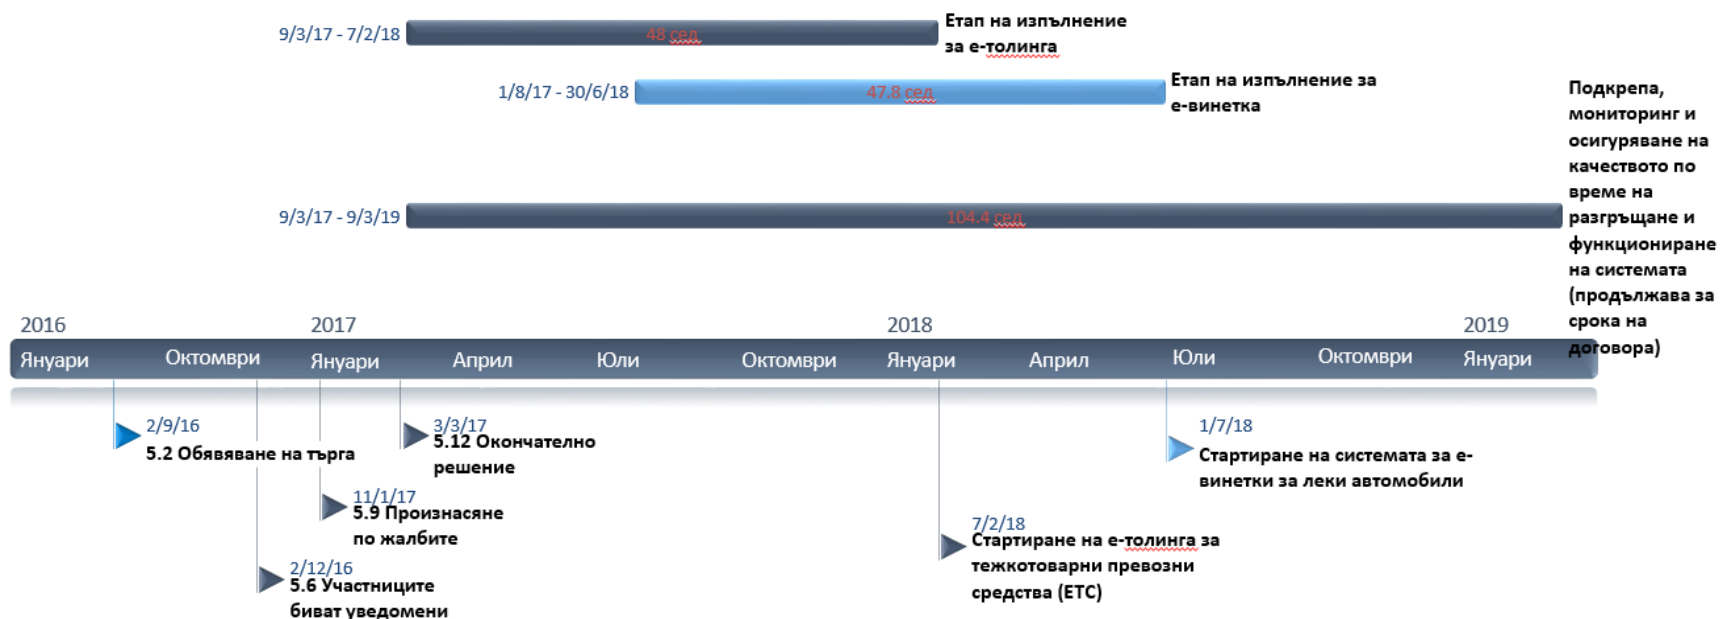 9/3/17 - 7/2/18
48 сед
Етап на изпълнение
за е-толинга
1/8/17 - 30/6/18
47.8 сед
Етап на изпълнение за
е-винетка
9/3/17 - 9/3/19
104.4 сед
Подкрепа,
мониторинг и
осигуряване на
качеството по
време на
разгръщане и
функциониране
на системата
(продължава за
срока на
договора)
2016
2017
2018
2019
Януари
Октомври
Януари
Април
Юли
Октомври
Януари
Април
Юли
Октомври
Януари
2/9/16
5.2 Обявяване на търга
3/3/17
5.12 Окончателно
решение
1/7/18
Стартиране на системата за е-
винетки за леки автомобили
11/1/17
5.9 Произнасяне
по жалбите
7/2/18
Стартиране на е-толинга за
тежкотоварни превозни
средства (ЕТС)
2/12/16
5.6 Участниците
биват уведомени